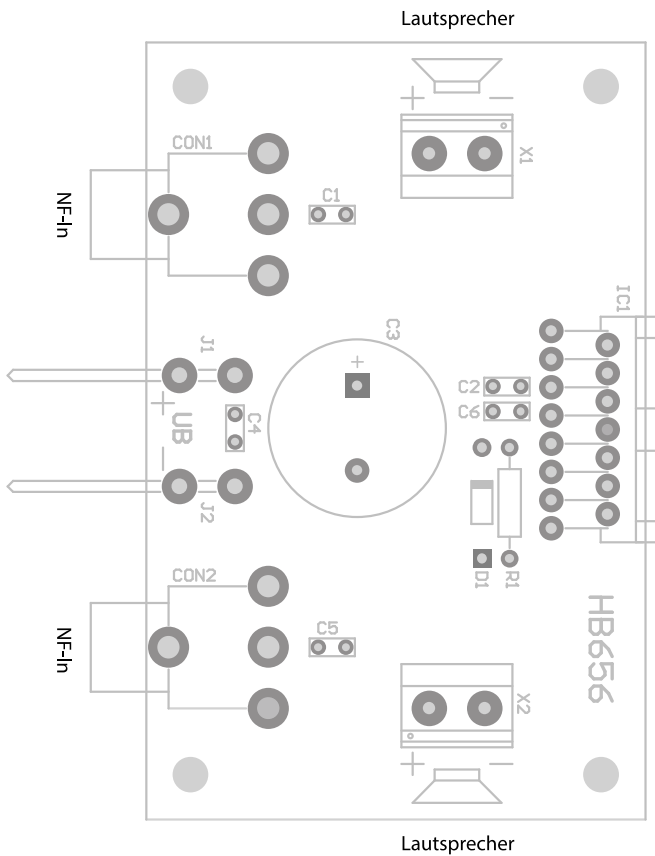 Lautsprecher
+ −
CON1
X1
NF-In
C1
IC1
J1
C3
+
C2
+
UB
C4
C6
−
J2
CON2
D1
R1
C5
HB656
NF-In
X2
+ −
Lautsprecher